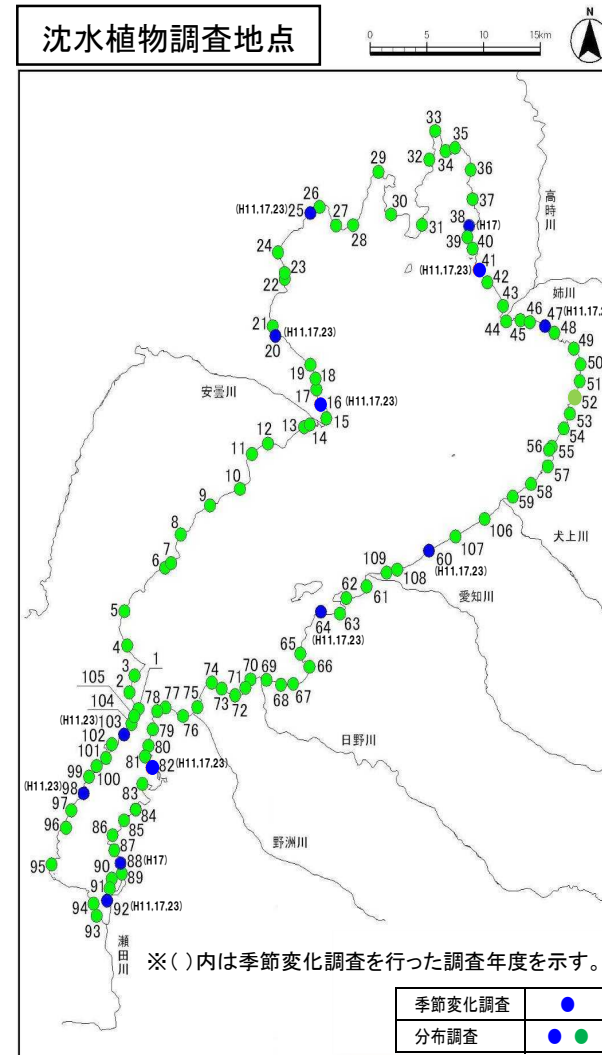 沈水植物調査地点
N
0 5 10 15km
33
35
32 34
36
29
37
30
26
(H11.17.23) 25
27 28
31
38 (H17)
39 40
高時川
24
(H11.17.23) 41
42
23
22
43
姉川
21
20 (H11.17.23)
44 45 46 47 (H11.17.2
48
49
50
51
19 18
17
16 (H11.17.23)
安曇川
52
53
15
13 14
54
12
11
56 55
57
10
58
59
9
106
犬上川
8
107
60 (H11.17.23)
7
6
109 108
愛知川
62 61
5
64 63
(H11.17.23)
4
65
66
3
1
105
2
74
73 71 70 69
72
68 67
104
78 77 75
76
日野川
(H11.23) 103
79
102
80
101
81 82 (H11.17.23)
99 100
83
(H11.23) 98
97
84
96
86 85
野洲川
87
95
88 (H17)
90 89
91
92 (H11.17.23)
94
93
瀬田川
※( )内は季節変化調査を行った調査年度を示す。
季節変化調査
分布調査